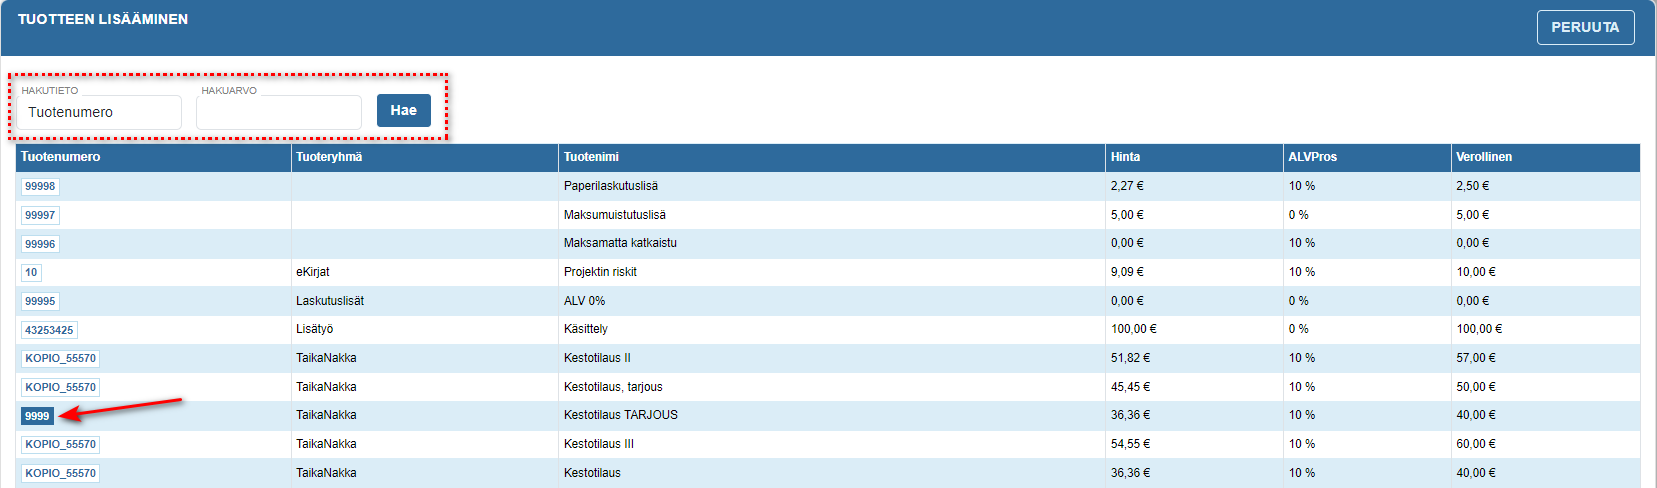 TUOTTEEN LISÄÄMINEN
PERUUTA
HAKUTIETO HAKUARVO
Tuotenumero Hae
Tuotenumero Tuoteryhmä Tuotenimi Hinta ALVPros Verollinen
99998 Paperilaskutuslisä 2,27 € 10 % 2,50 €
99997 Maksumuistutuslisä 5,00 € 0 % 5,00 €
99996 Maksamatta katkaistu 0,00 € 10 % 0,00 €
10 eKirjat Projektin riskit 9,09 € 10 % 10,00 €
99995 Laskutuslisät ALV 0% 0,00 € 0 % 0,00 €
43253425 Lisätyö Käsittely 100,00 € 0 % 100,00 €
KOPIO_55570 TaikaNakka Kestotilaus II 51,82 € 10 % 57,00 €
KOPIO_55570 TaikaNakka Kestotilaus, tarjous 45,45 € 10 % 50,00 €
9999 TaikaNakka Kestotilaus TARJOUS 36,36 € 10 % 40,00 €
KOPIO_55570 TaikaNakka Kestotilaus III 54,55 € 10 % 60,00 €
KOPIO_55570 TaikaNakka Kestotilaus 36,36 € 10 % 40,00 €